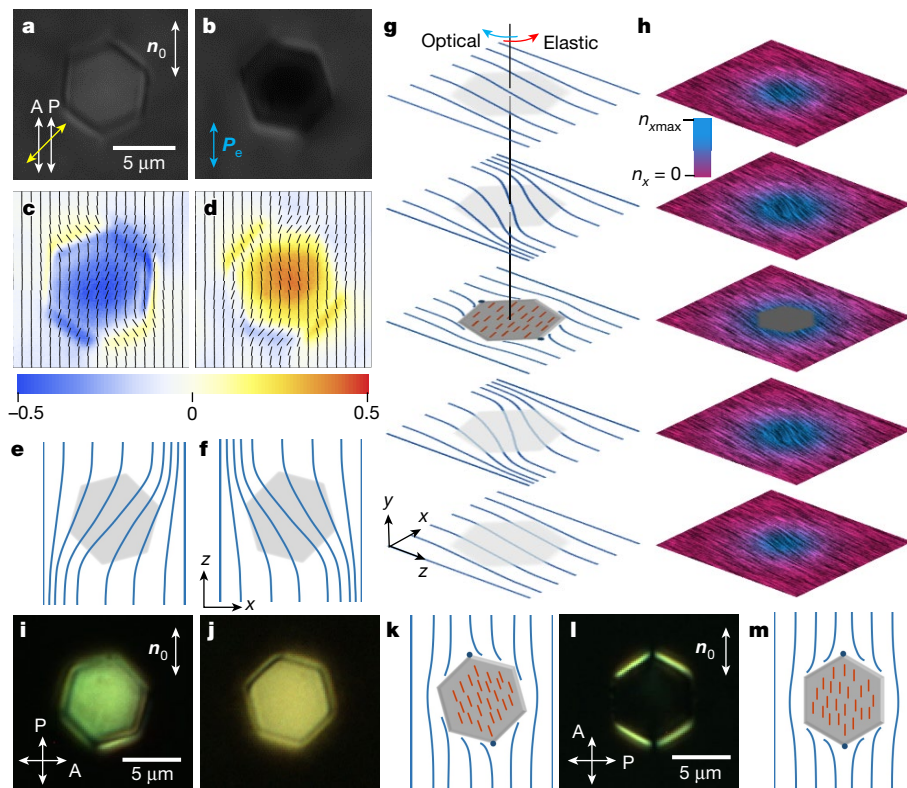 a
n0
A P
5 μm
b
Pe
c
d
−0.5 0 0.5
e
f
z
x
g
Optical Elastic
y
x
z
h
nxmax
nx = 0
i
n0
P
A
5 μm
j
k
l
n0
A
P
5 μm
m